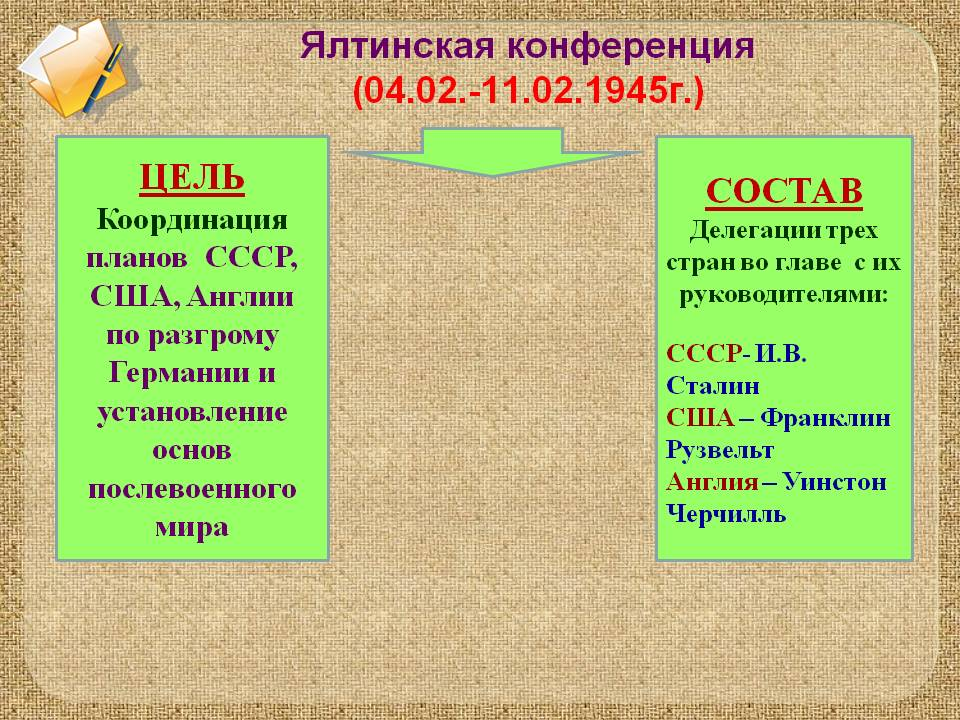 Ялтинская конференция
(04.02.-11.02.1945г.)
ЦЕЛЬ
Координация
планов СССР,
США, Англии
по разгрому
Германии и
установление
основ
послевоенного
мира
СОСТАВ
Делегации трех
стран во главе с их
руководителями:
СССР- И.В.
Сталин
США – Франклин
Рузвельт
Англия – Уинстон
Черчилль